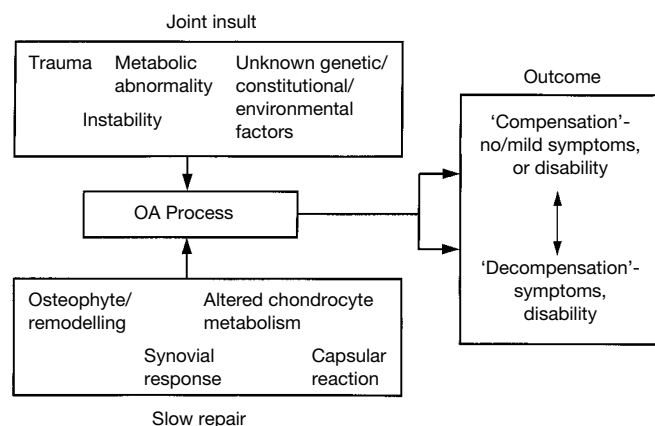 Joint insult
Trauma Metabolic abnormality Unknown genetic/
constitutional/
environmental
factors
Instability
OA Process
Osteophyte/
remodelling
Altered chondrocyte
metabolism
Synovial
response
Capsular
reaction
Slow repair
Outcome
‘Compensation’-
no/mild symptoms,
or disability
‘Decompensation’-
symptoms,
disability